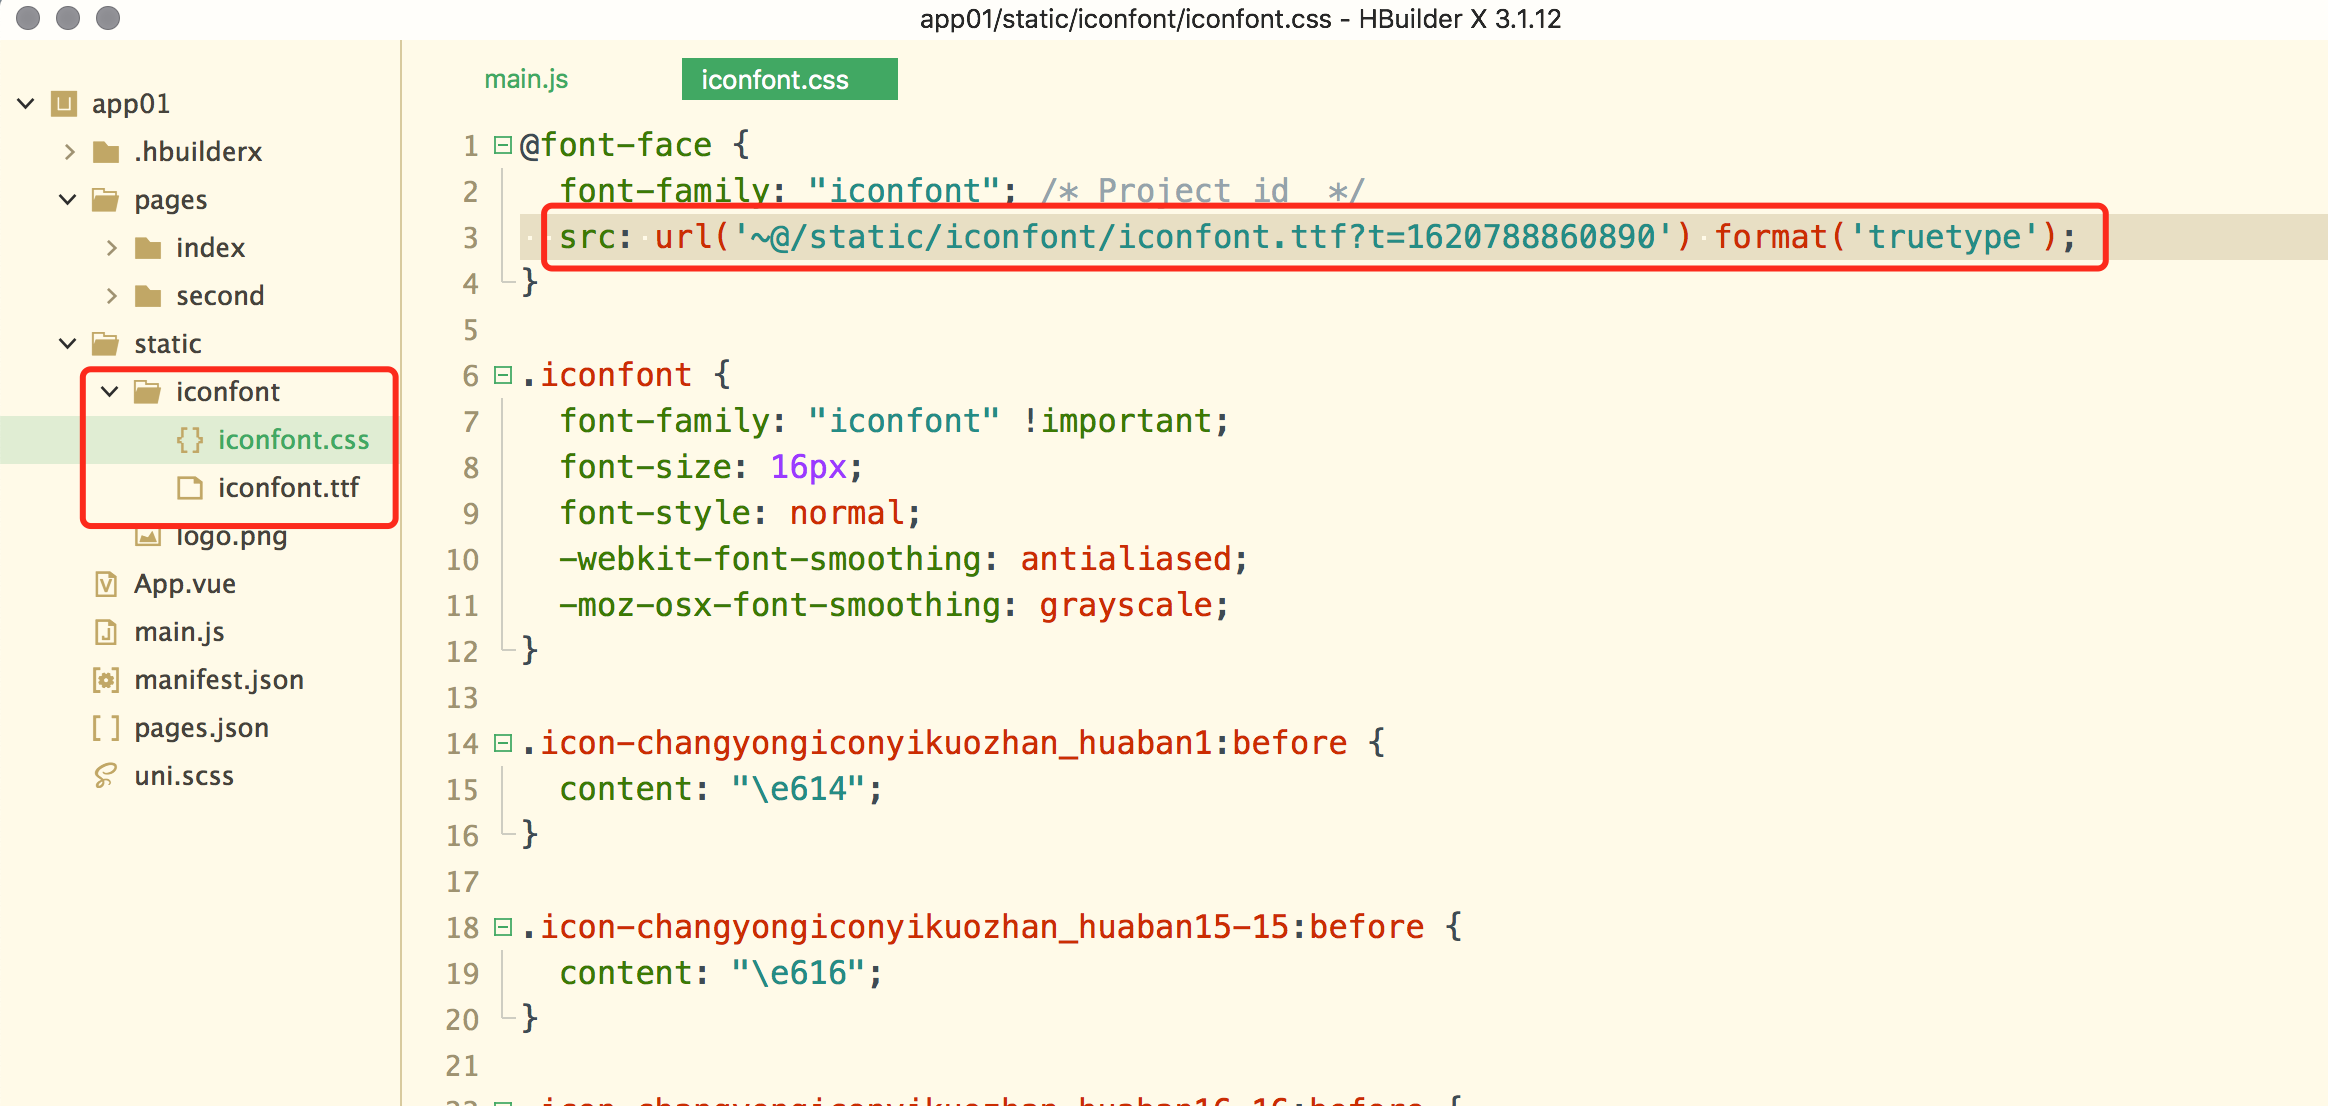 app01/static/iconfont/iconfont.css - HBuilder X 3.1.12
app01
.hbuilderx
pages
index
second
static
iconfont
iconfont.css
iconfont.ttf
logo.png
App.vue
main.js
manifest.json
pages.json
uni.scss
main.js
iconfont.css
1 @font-face {
2 font-family: "iconfont"; /* Project id */
3 src: url('~@/static/iconfont/iconfont.ttf?t=1620788860890') format('truetype');
4 }
5
6 .iconfont {
7 font-family: "iconfont" !important;
8 font-size: 16px;
9 font-style: normal;
10 -webkit-font-smoothing: antialiased;
11 -moz-osx-font-smoothing: grayscale;
12 }
13
14 .icon-changyongiconyikuozhan_huaban1:before {
15 content: "\e614";
16 }
17
18 .icon-changyongiconyikuozhan_huaban15-15:before {
19 content: "\e616";
20 }
21
22 .icon-changyongiconyikuozhan_huaban16-16:before {